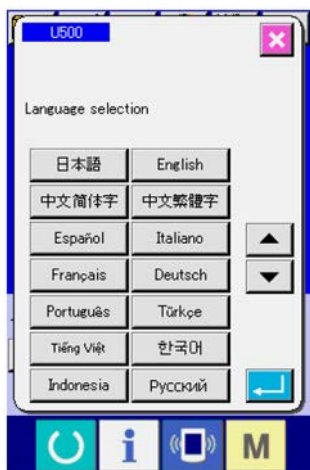 U500
Language selection
日本語 English
中文简体字 中文繁體字
Español Italiano
Français Deutsch
Português Türkçe
Tiếng Việt 한국어
Indonesia Русский
i M